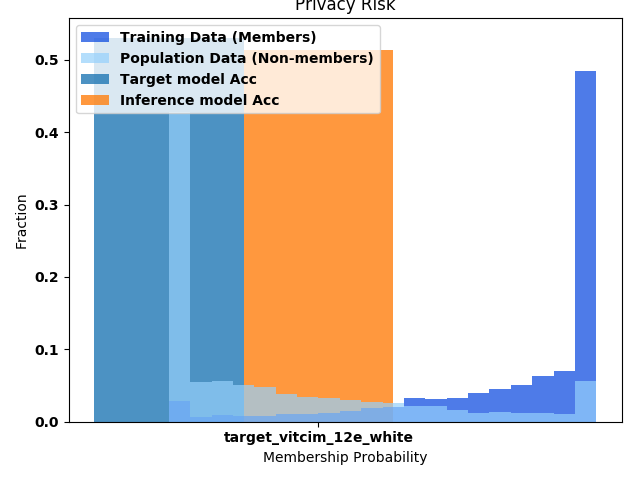 Privacy Risk
Training Data (Members)
Population Data (Non-members)
Target model Acc
Inference model Acc
0.5
0.4
0.3
0.2
0.1
0.0
Fraction
target_vitcim_12e_white
Membership Probability